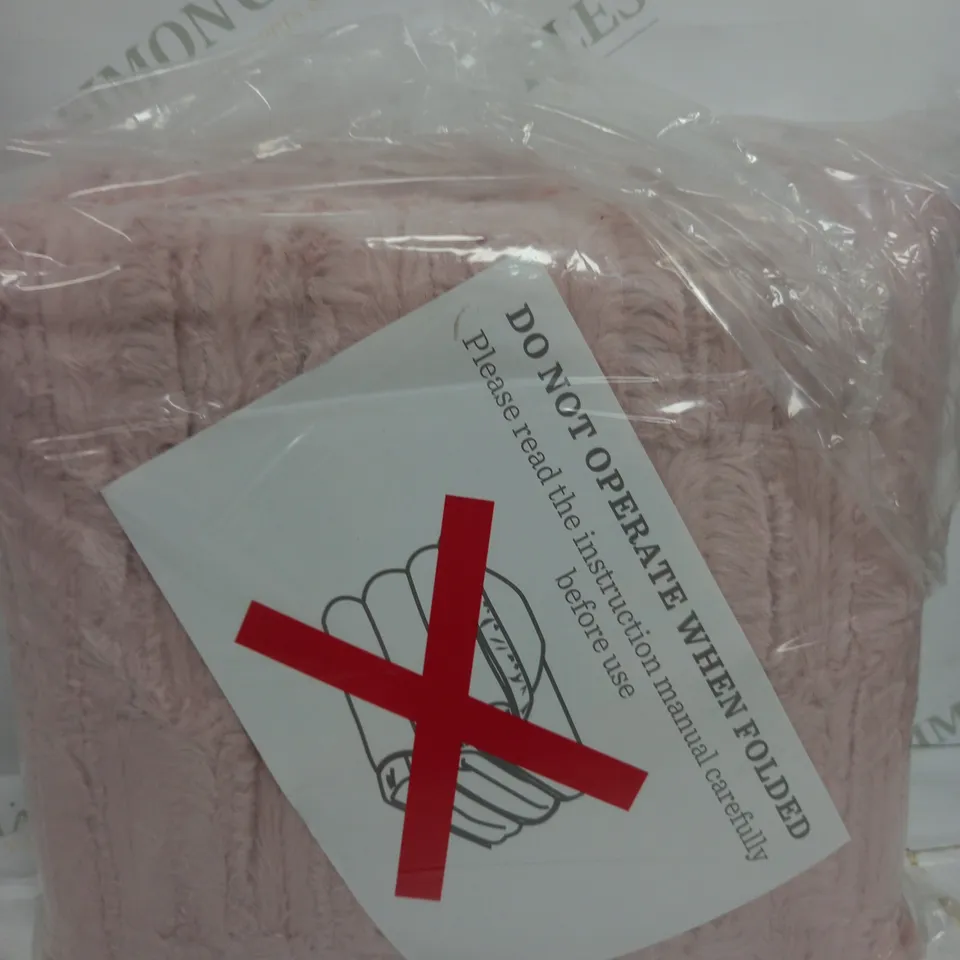 DO NOT OPERATE WHEN FOLDED
Please read the instruction manual carefully
before use